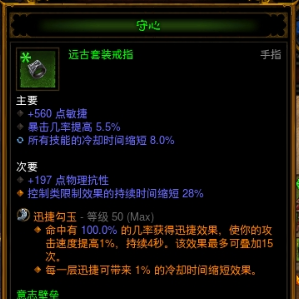 守心
远古套装戒指 手指
主要
+560 点敏捷
暴击几率提高 5.5%
所有技能的冷却时间缩短 8.0%
次要
+197 点物理抗性
控制类限制效果的持续时间缩短 28%
迅捷勾玉 - 等级 50 (Max)
命中有 100.0% 的几率获得迅捷效果，使你的攻
击速度提高1%，持续4秒。该效果最多可叠加15
次。
每一层迅捷可带来 1% 的冷却时间缩短效果。
意志壁垒